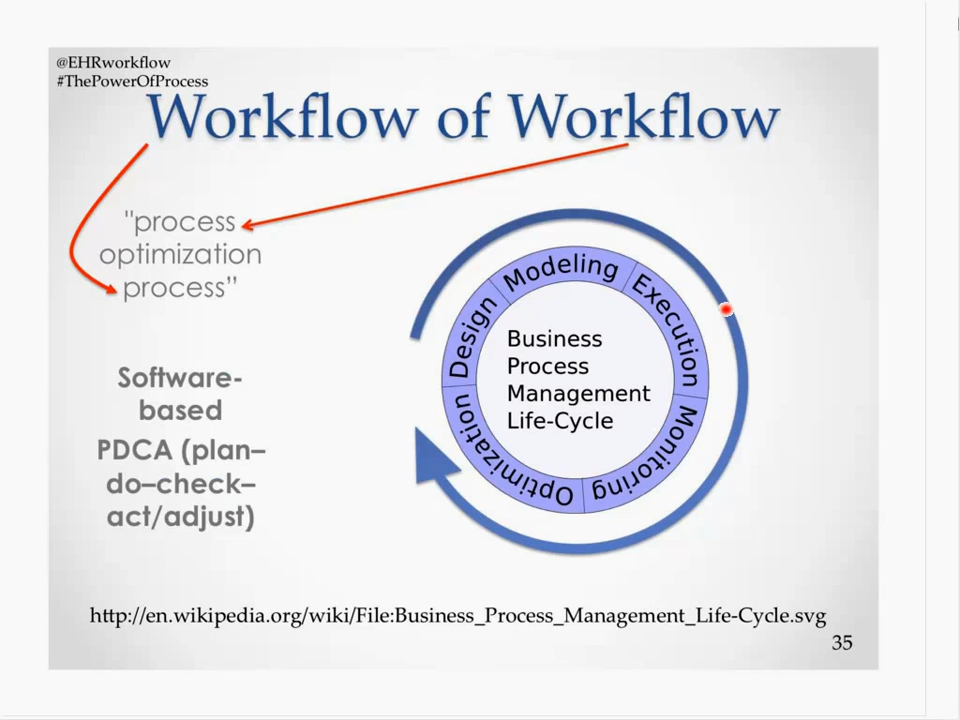 @EHRworkflow
#ThePowerOfProcess
Workflow of Workflow
"process
optimization
process”
Software-
based
PDCA (plan–
do–check–
act/adjust)
Design
Modeling
Execution
Monitoring
Optimization
Business
Process
Management
Life-Cycle
http://en.wikipedia.org/wiki/File:Business_Process_Management_Life-Cycle.svg
35